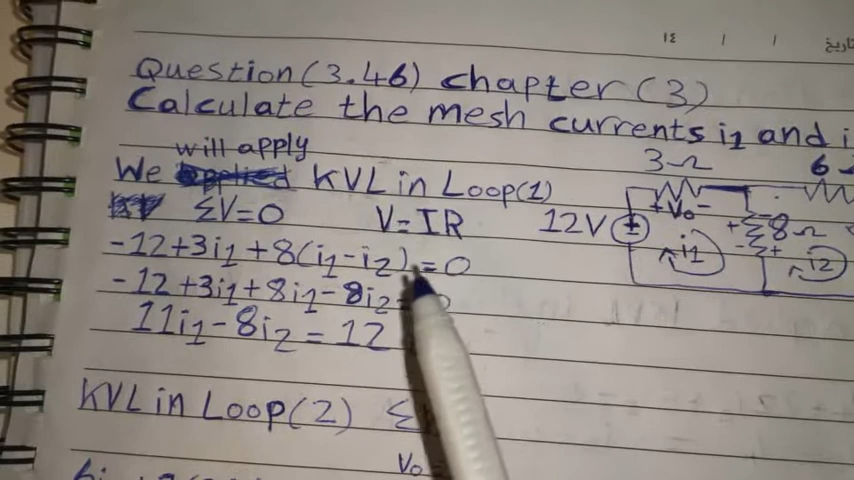 ١٤ / / تاريخ
Question (3.46) chapter (3)
Calculate the mesh currents i1 and i
will apply
We KVL in Loop(1)
ΣV=0 V=IR
-12+3i1+8(i1-i2)=0
-12+3i1+8i1-8i2=0
11i1-8i2=12
KVL in Loop(2) Σ
Vo
3Ω
6
+Vo-
12V
+
8Ω
-
+
i1
i2